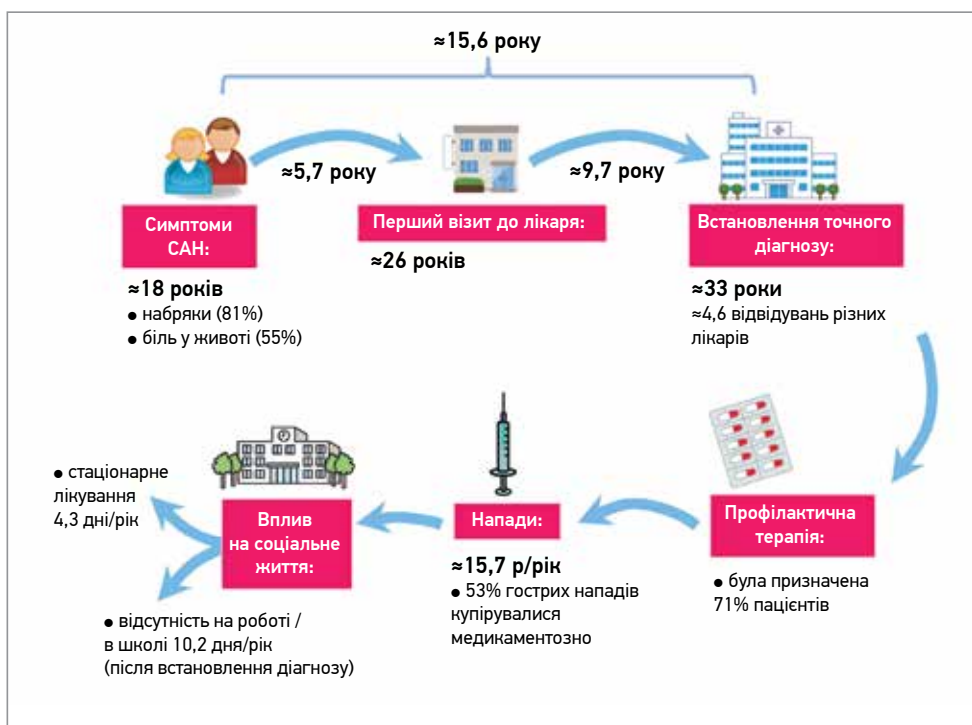 ≈15,6 року
≈5,7 року
≈9,7 року
Симптоми
САН:
≈18 років
● набряки (81%)
● біль у животі (55%)
Перший візит до лікаря:
≈26 років
Встановлення точного
діагнозу:
≈33 роки
≈4,6 відвідувань різних
лікарів
Профілактична
терапія:
● була призначена
71% пацієнтів
Напади:
≈15,7 р/рік
● 53% гострих нападів
купірувалися
медикаментозно
Вплив
на соціальне
життя:
● стаціонарне
лікування
4,3 дні/рік
● відсутність на роботі /
в школі 10,2 дня/рік
(після встановлення діагнозу)